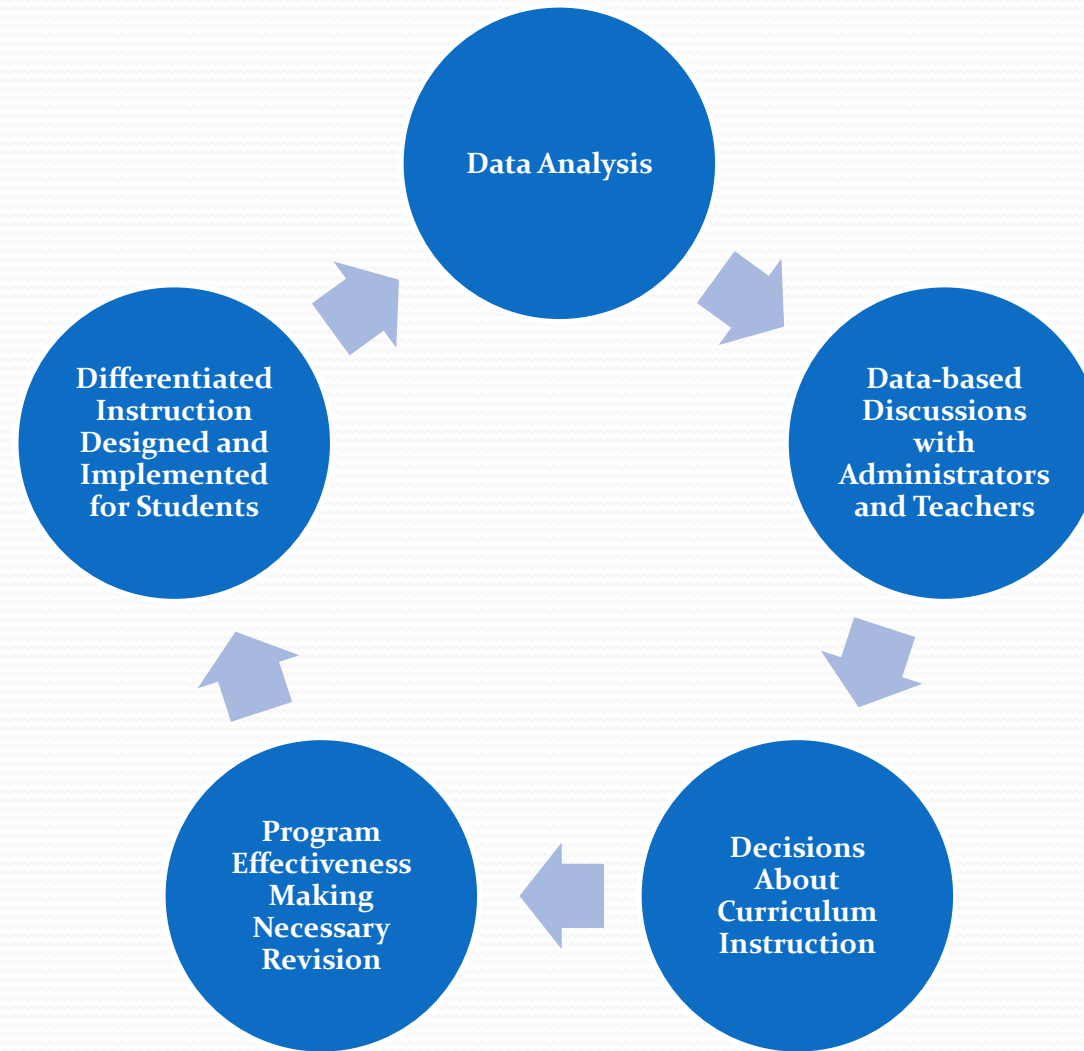 Data Analysis
Data-based
Discussions
with
Administrators
and Teachers
Decisions
About
Curriculum
Instruction
Program
Effectiveness
Making
Necessary
Revision
Differentiated
Instruction
Designed and
Implemented
for Students